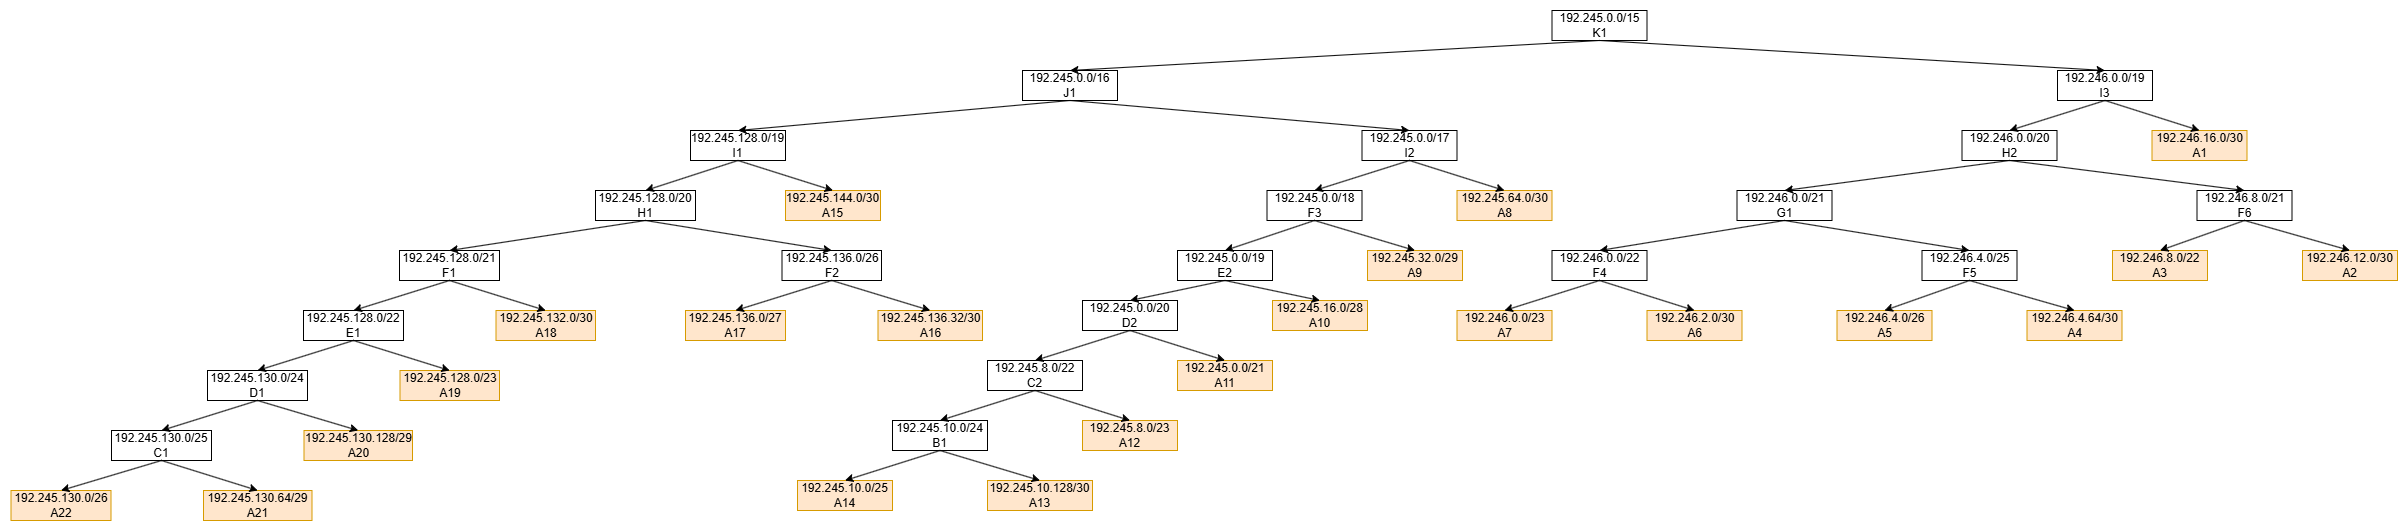 192.245.0.0/15
K1
192.245.0.0/16
J1
192.246.0.0/19
I3
192.245.128.0/19
I1
192.245.0.0/17
I2
192.246.0.0/20
H2
192.246.16.0/30
A1
192.245.128.0/20
H1
192.245.144.0/30
A15
192.245.0.0/18
F3
192.245.64.0/30
A8
192.246.0.0/21
G1
192.246.8.0/21
F6
192.245.128.0/21
F1
192.245.136.0/26
F2
192.245.0.0/19
E2
192.245.32.0/29
A9
192.246.0.0/22
F4
192.246.4.0/25
F5
192.246.8.0/22
A3
192.246.12.0/30
A2
192.245.128.0/22
E1
192.245.132.0/30
A18
192.245.136.0/27
A17
192.245.136.32/30
A16
192.245.0.0/20
D2
192.245.16.0/28
A10
192.246.0.0/23
A7
192.246.2.0/30
A6
192.246.4.0/26
A5
192.246.4.64/30
A4
192.245.130.0/24
D1
192.245.128.0/23
A19
192.245.8.0/22
C2
192.245.0.0/21
A11
192.245.130.0/25
C1
192.245.130.128/29
A20
192.245.10.0/24
B1
192.245.8.0/23
A12
192.245.130.0/26
A22
192.245.130.64/29
A21
192.245.10.0/25
A14
192.245.10.128/30
A13